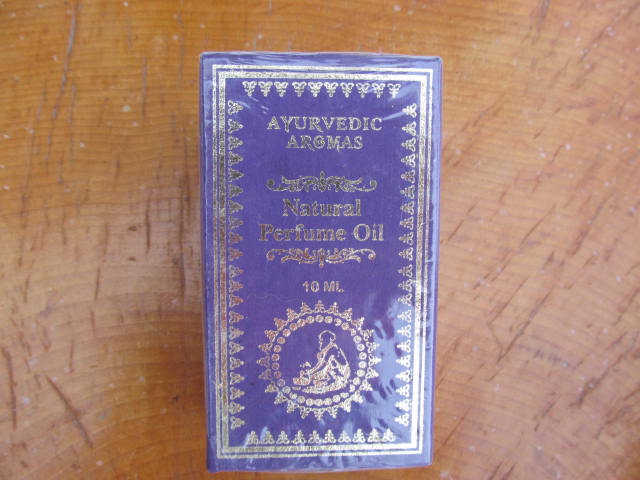 AYURVEDIC
AROMAS
Natural
Perfume Oil
10 ML.